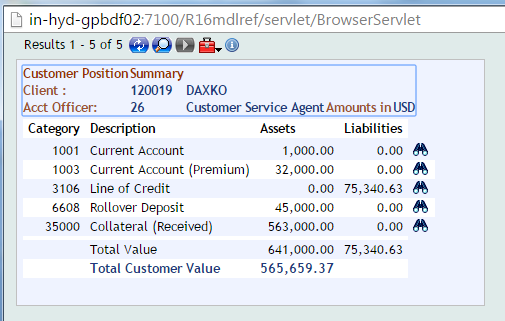 in-hyd-gpbdf02:7100/R16mdlref/servlet/BrowserServlet
Results 1 - 5 of 5
Customer Position Summary
Client : 120019 DAXKO
Acct Officer: 26 Customer Service Agent Amounts in USD
Category Description Assets Liabilities
1001 Current Account 1,000.00 0.00
1003 Current Account (Premium) 32,000.00 0.00
3106 Line of Credit 0.00 75,340.63
6608 Rollover Deposit 45,000.00 0.00
35000 Collateral (Received) 563,000.00 0.00
Total Value 641,000.00 75,340.63
Total Customer Value 565,659.37